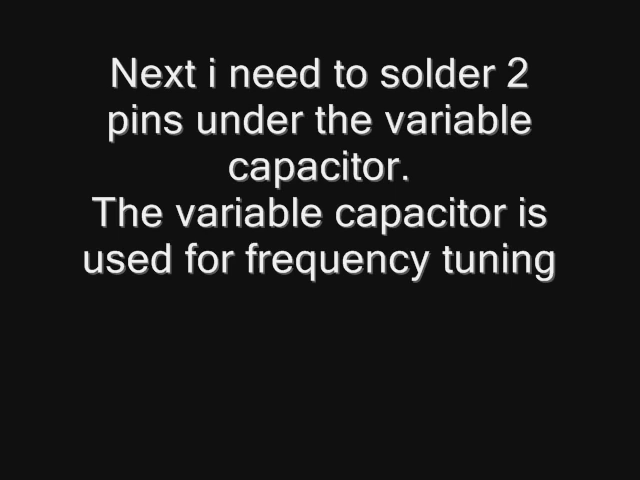 Next i need to solder 2
pins under the variable
capacitor.
The variable capacitor is
used for frequency tuning